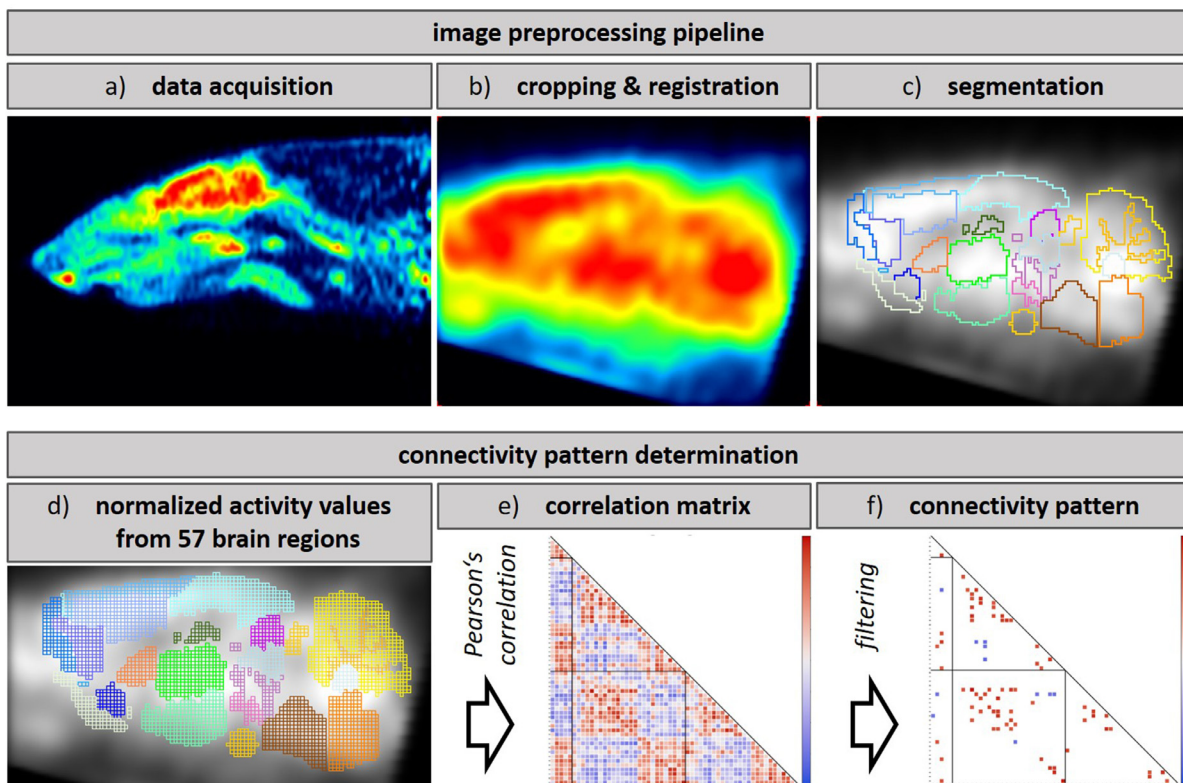 image preprocessing pipeline
a) data acquisition
b) cropping & registration
c) segmentation
connectivity pattern determination
d) normalized activity values
from 57 brain regions
e) correlation matrix
f) connectivity pattern
Pearson's
correlation
filtering